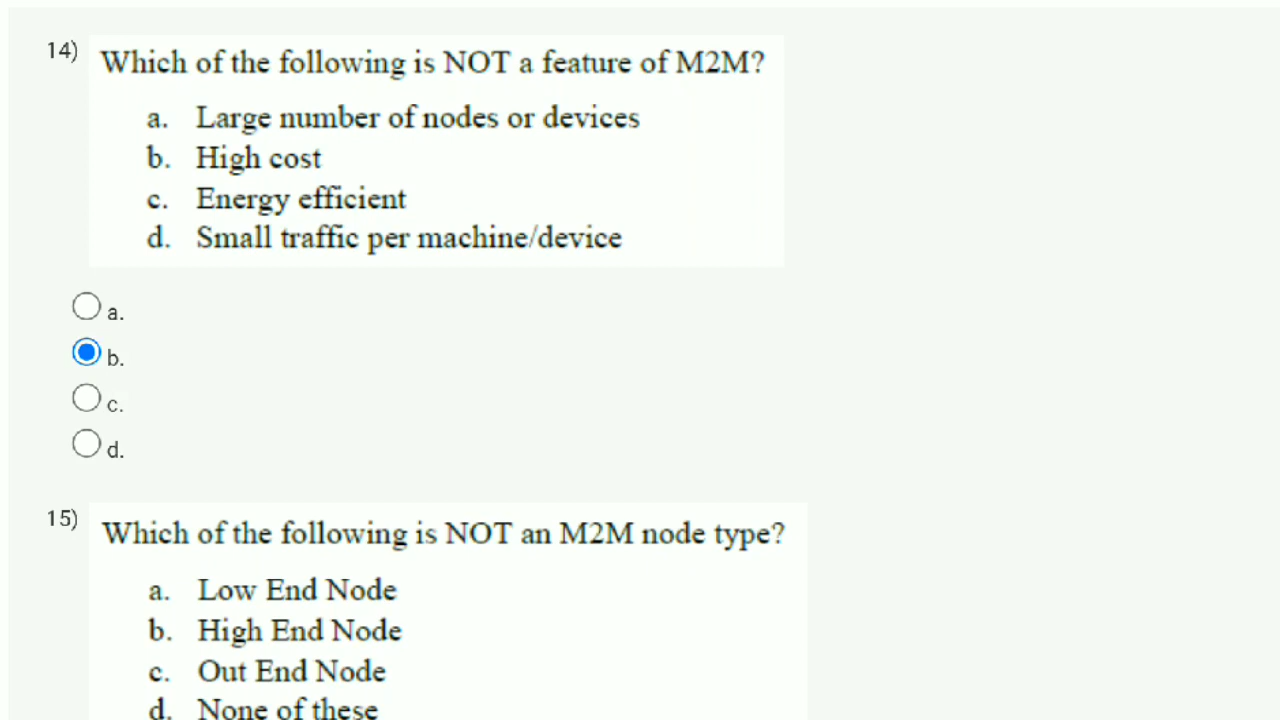 14) Which of the following is NOT a feature of M2M?
a. Large number of nodes or devices
b. High cost
c. Energy efficient
d. Small traffic per machine/device
a.
b.
c.
d.
15) Which of the following is NOT an M2M node type?
a. Low End Node
b. High End Node
c. Out End Node
d. None of these